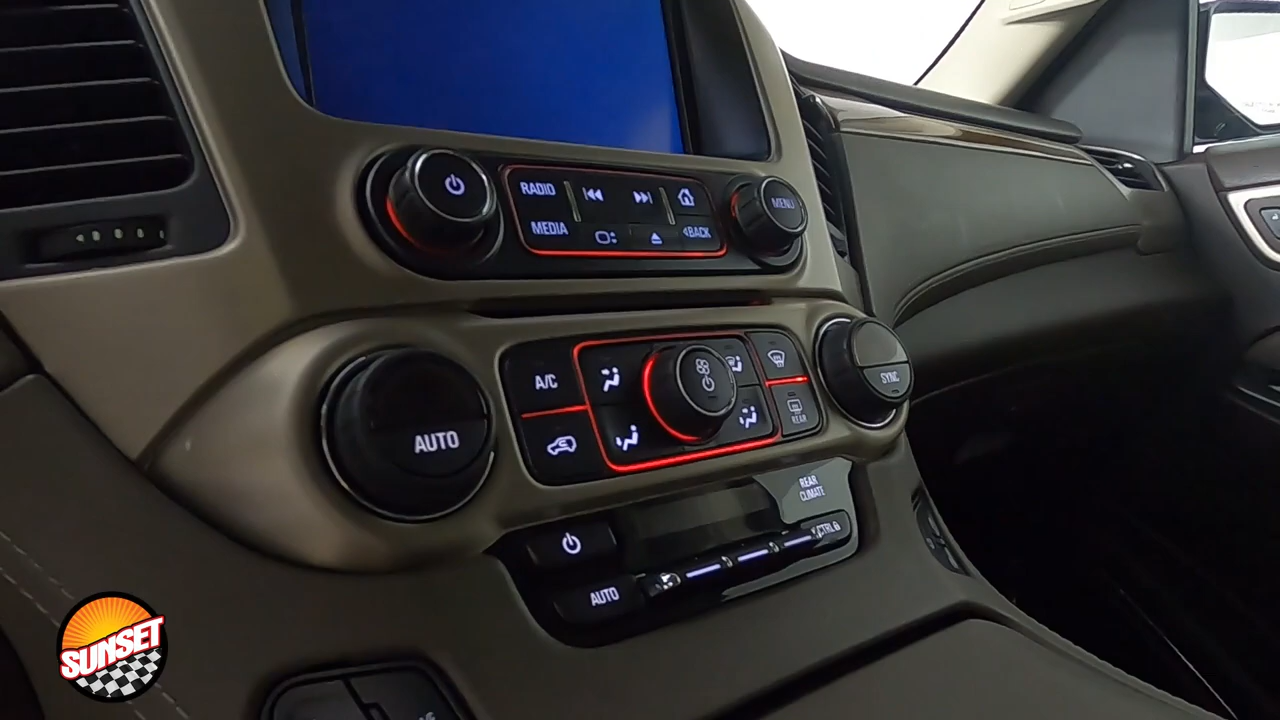 RADIO
MEDIA
BACK
MENU
A/C
AUTO
REAR
SYNC
REAR
CLIMATE
CTRL
AUTO
SUNSET